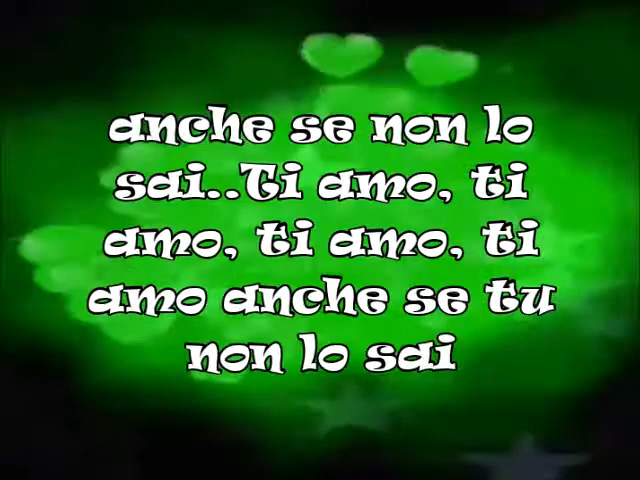 anche se non lo
sai..Ti amo, ti
amo, ti amo, ti
amo anche se tu
non lo sai